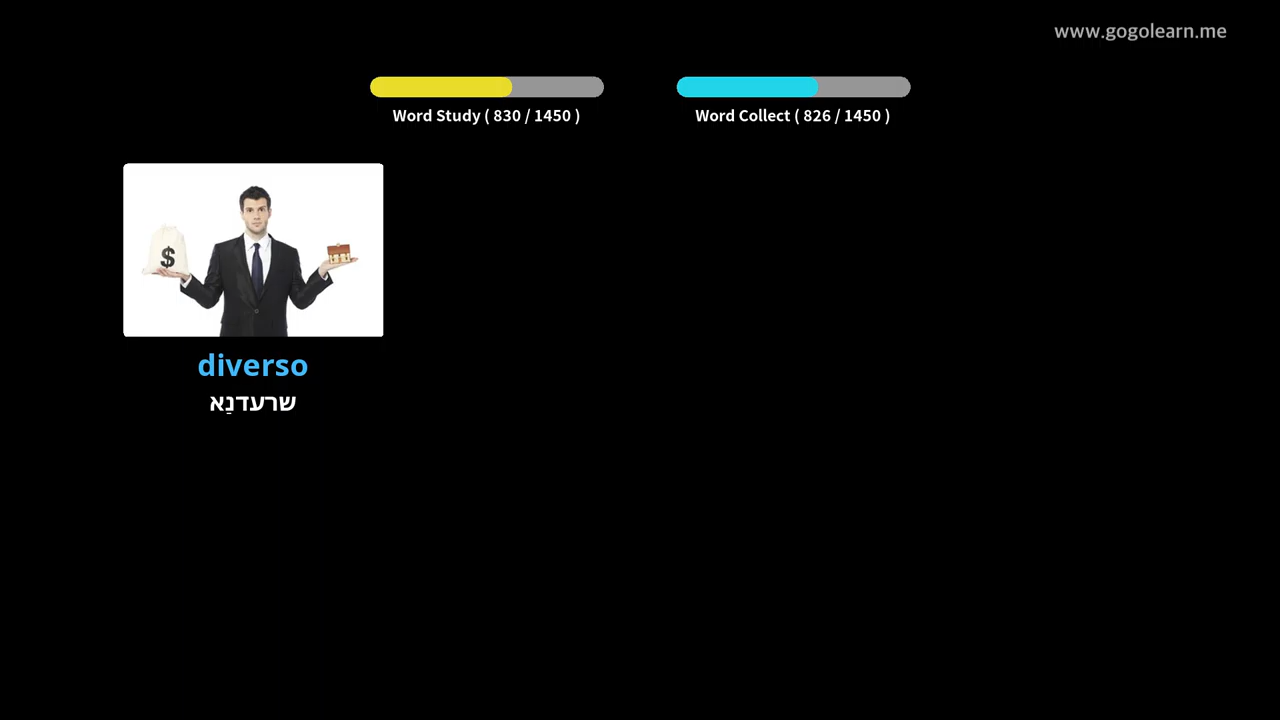 www.gogolearn.me
Word Study ( 830 / 1450 )
Word Collect ( 826 / 1450 )
$
diverso
שרעדנַא